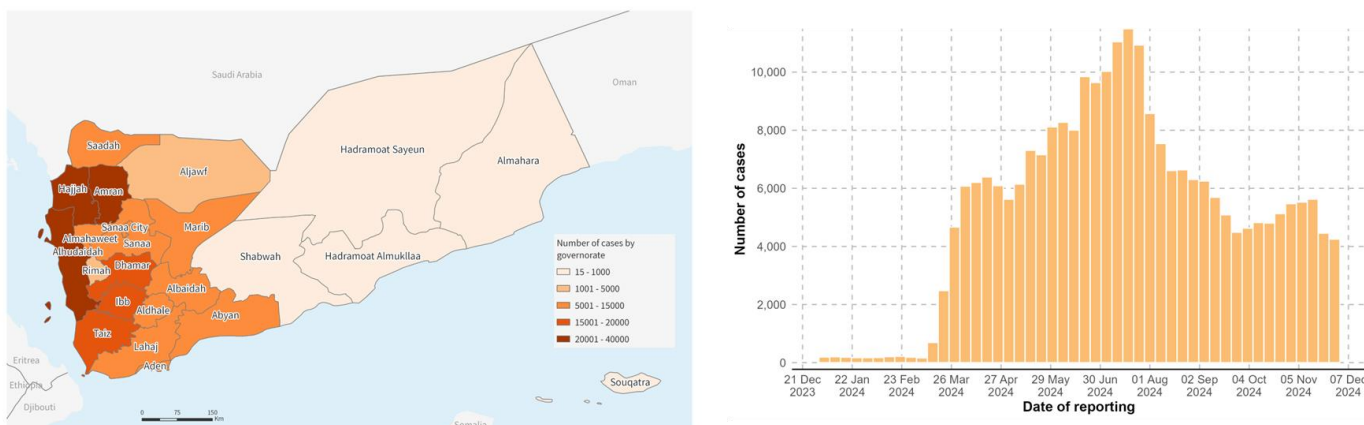 Saudi Arabia
Oman
Saadah
Hadramoat Sayeun
Almahara
Aljawf
Hajjah
Amran
Sanaa City
Marib
Almahaweet
Sanaa
Alhudaidah
Shabwah
Hadramoat Almukllaa
Dhamar
Rimah
Albaidah
Ibb
Aldhale
Abyan
Taiz
Lahaj
Aden
Eritrea
Ethiopia
Djibouti
Somalia
Souqatra
Number of cases by
governorate
15 - 1000
1001 - 5000
5001 - 15000
15001 - 20000
20001 - 40000
0 75 150
Km
Number of cases
10,000
8,000
6,000
4,000
2,000
0
21 Dec 22 Jan 23 Feb 26 Mar 27 Apr 29 May 30 Jun 01 Aug 02 Sep 04 Oct 05 Nov 07 Dec
2023 2024 2024 2024 2024 2024 2024 2024 2024 2024 2024 2024
Date of reporting